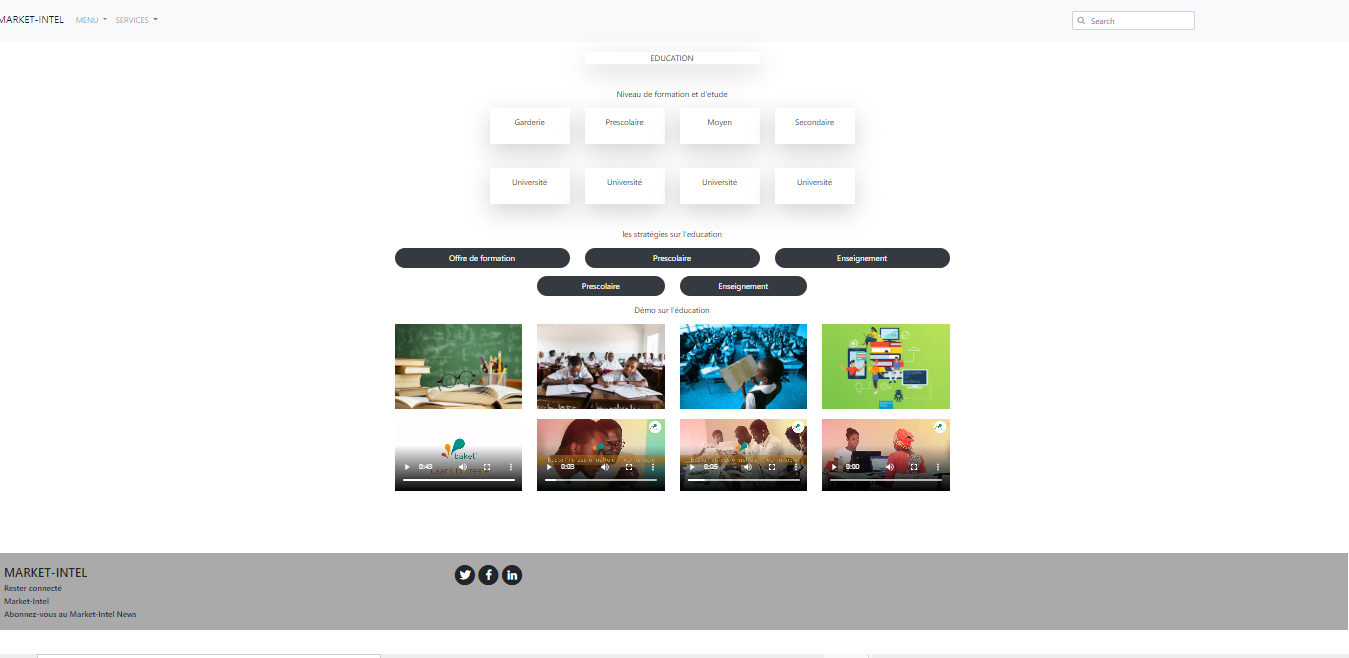 MARKET-INTEL MENU SERVICES Search
EDUCATION
Niveau de formation et d'etude
Garderie Prescolaire Moyen Secondaire
Université Université Université Université
les stratégies sur l'education
Offre de formation Prescolaire Enseignement
Prescolaire Enseignement
Démo sur l'éducation
bakeli
0:43 0:03 0:05 0:00
MARKET-INTEL
Rester connecté
Market-Intel
Abonnez-vous au Market-Intel News